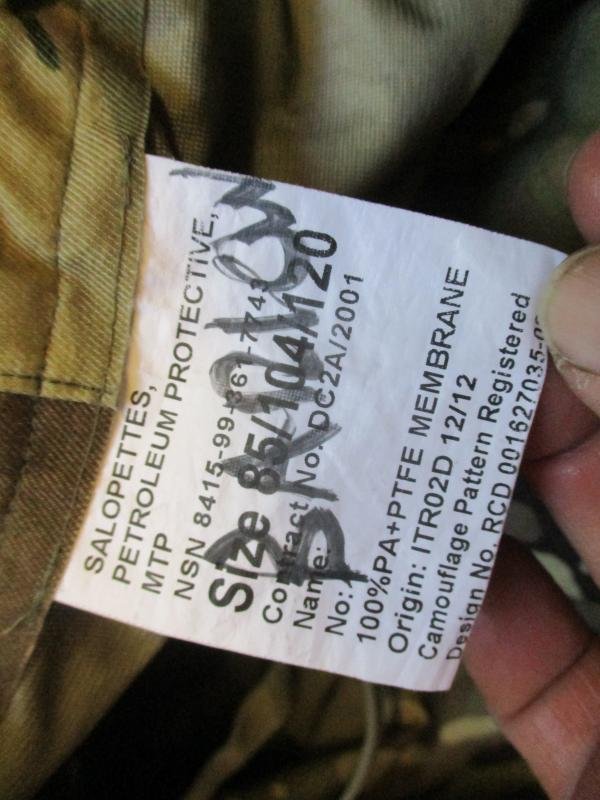 SALOPETTES,
PETROLEUM PROTECTIVE,
MTP
NSN 8415-99-367-7743
Size 85/104/120
Contract No. DC2A/2001
Name:
No:
100%PA+PTFE MEMBRANE
Origin: ITR02D 12/12
Camouflage Pattern Registered
Design No. RCD 001627035-